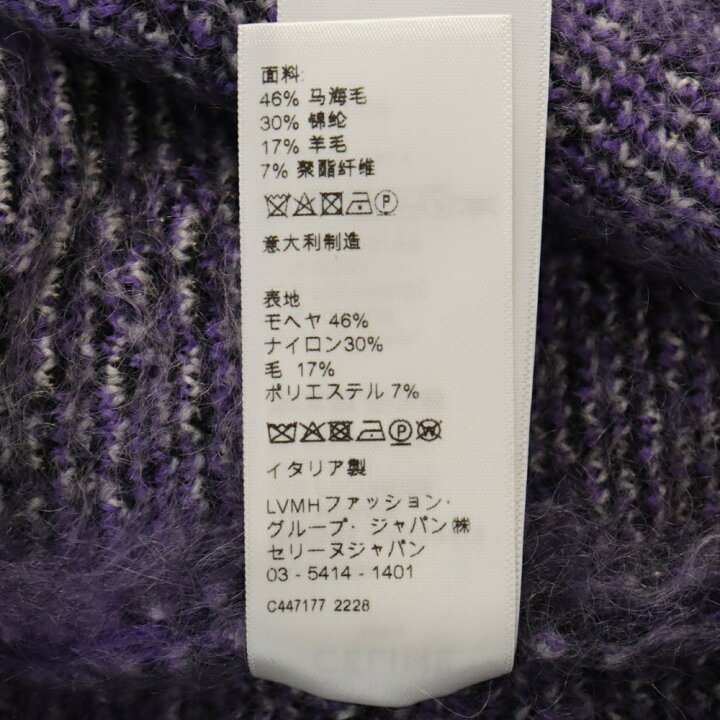 面料:
46% 马海毛
30% 锦纶
17% 羊毛
7% 聚酯纤维
P
意大利制造
表地
モヘヤ 46%
ナイロン30%
毛 17%
ポリエステル 7%
P W
イタリア製
LVMHファッション・
グループ・ジャパン㈱
セリーヌジャパン
03 - 5414 - 1401
C447177 2228